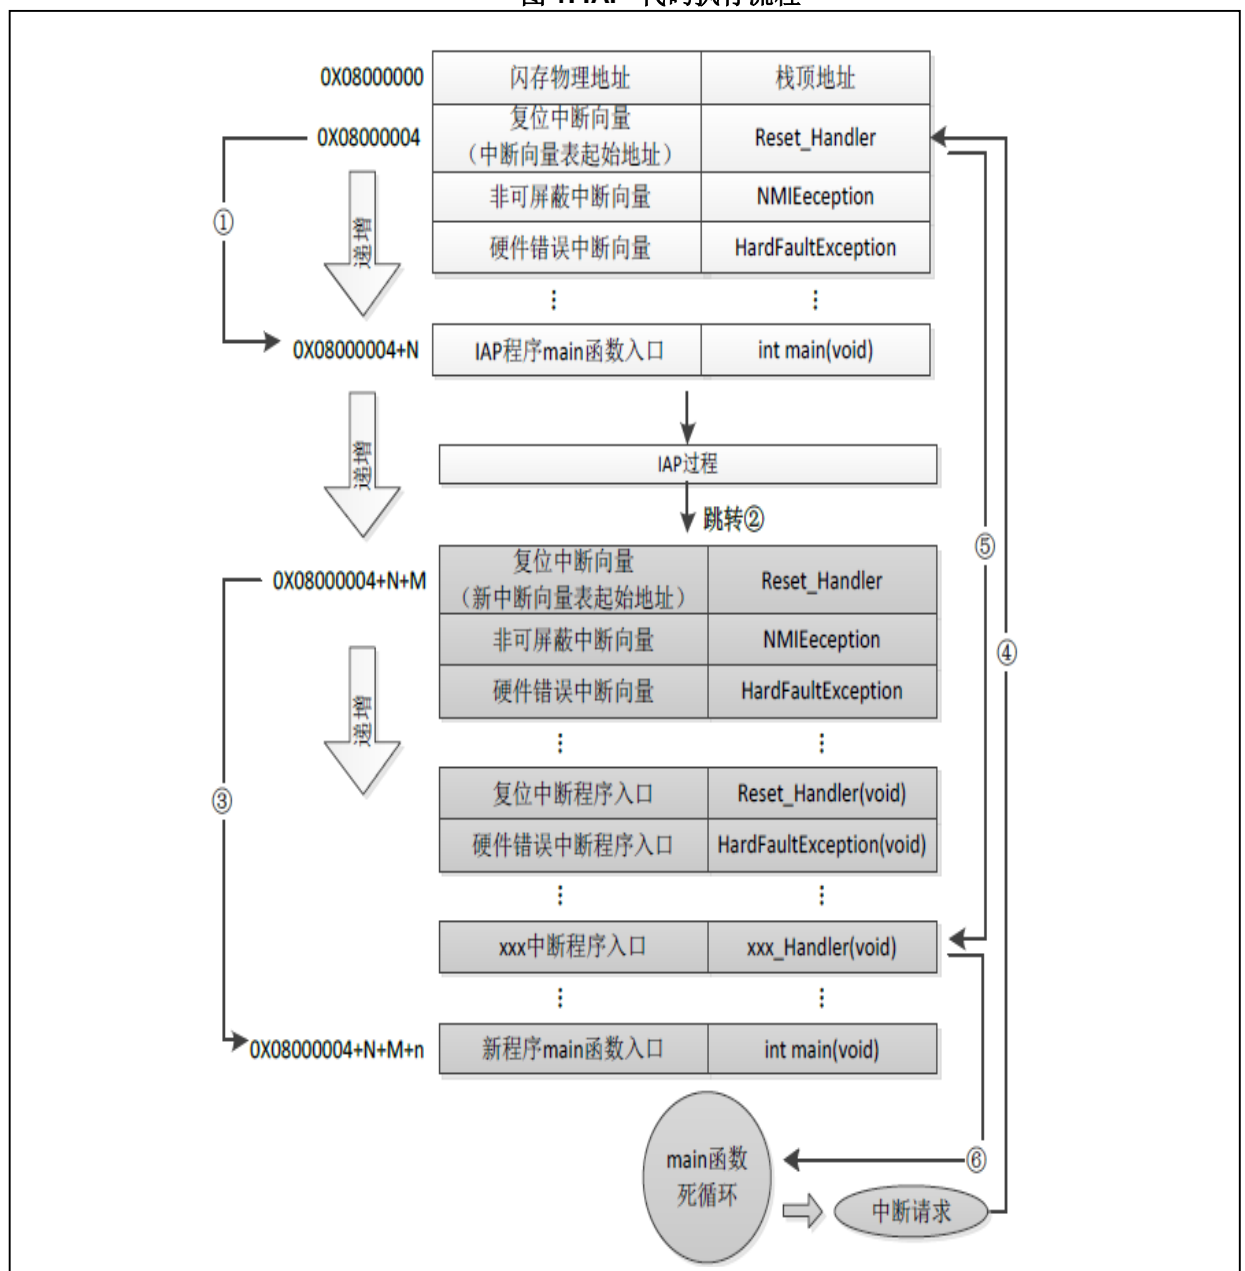 0X08000000
闪存物理地址
栈顶地址
0X08000004
复位中断向量
（中断向量表起始地址）
Reset_Handler
非可屏蔽中断向量
NMIEeception
硬件错误中断向量
HardFaultException
①
递增
0X08000004+N
IAP程序main函数入口
int main(void)
递增
IAP过程
跳转②
⑤
0X08000004+N+M
复位中断向量
（新中断向量表起始地址）
Reset_Handler
非可屏蔽中断向量
NMIEeception
④
硬件错误中断向量
HardFaultException
递增
③
复位中断程序入口
Reset_Handler(void)
硬件错误中断程序入口
HardFaultException(void)
xxx中断程序入口
xxx_Handler(void)
0X08000004+N+M+n
新程序main函数入口
int main(void)
main函数
死循环
⑥
中断请求